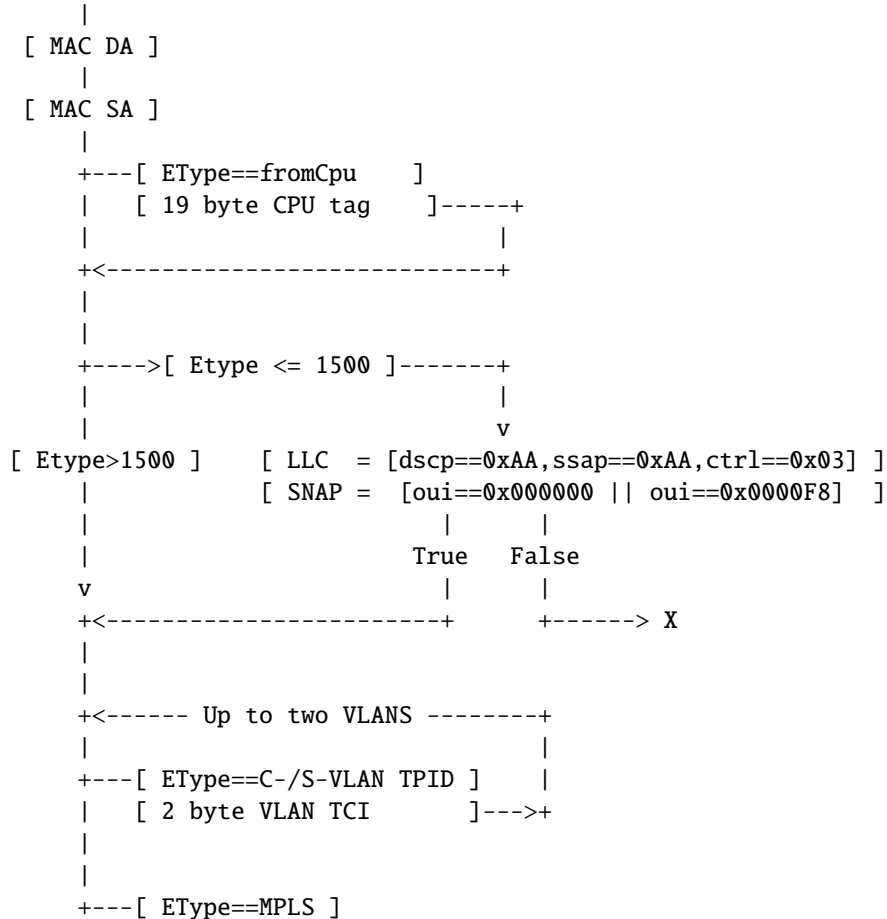 [ MAC DA ]
[ MAC SA ]
+---[ EType==fromCpu ]
| [ 19 byte CPU tag ]-----+
| |
+<----------------------------+
|
|
+---->[ Etype <= 1500 ]-------+
| |
| v
[ Etype>1500 ] [ LLC = [dscp==0xAA,ssap==0xAA,ctrl==0x03] ]
| [ SNAP = [oui==0x000000 || oui==0x0000F8] ]
| | |
| True False
v | |
+<------------------------+ +------> X
|
|
+<------ Up to two VLANS --------+
| |
+---[ EType==C-/S-VLAN TPID ] |
| [ 2 byte VLAN TCI ]--->+
|
|
+---[ EType==MPLS ]